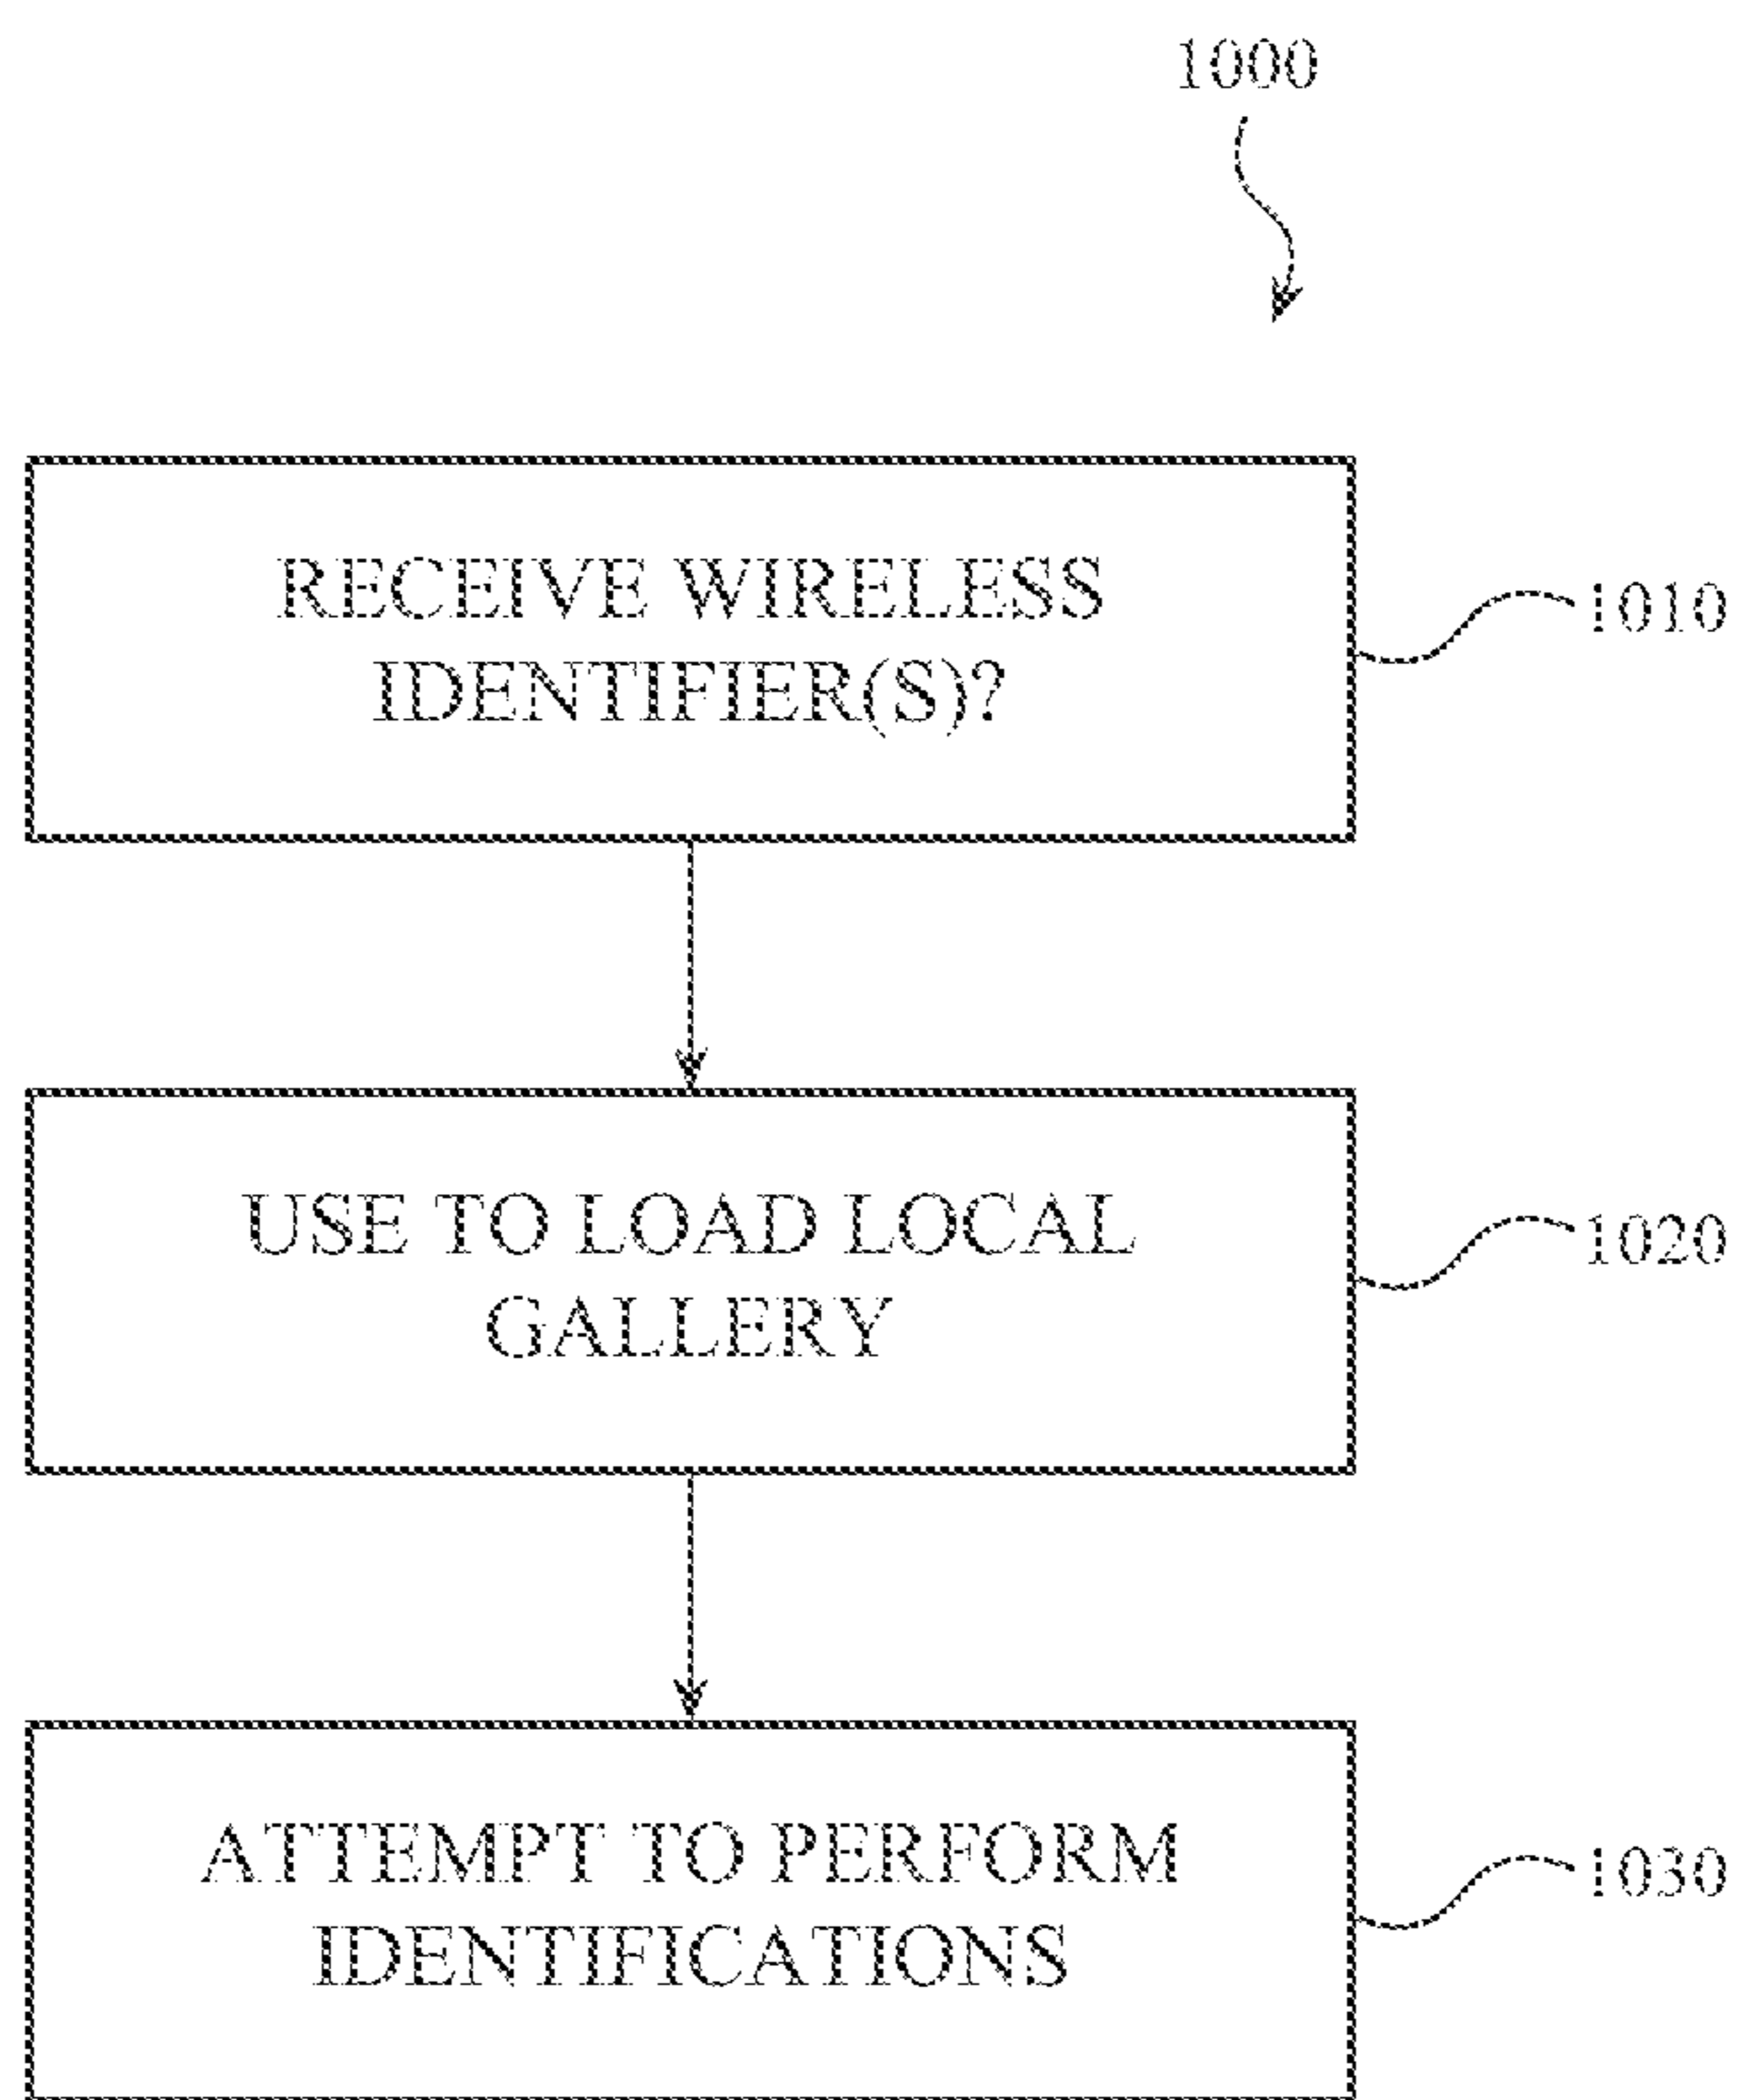 1000
RECEIVE WIRELESS
IDENTIFIER(S)?
1010
USE TO LOAD LOCAL
GALLERY
1020
ATTEMPT TO PERFORM
IDENTIFICATIONS
1030